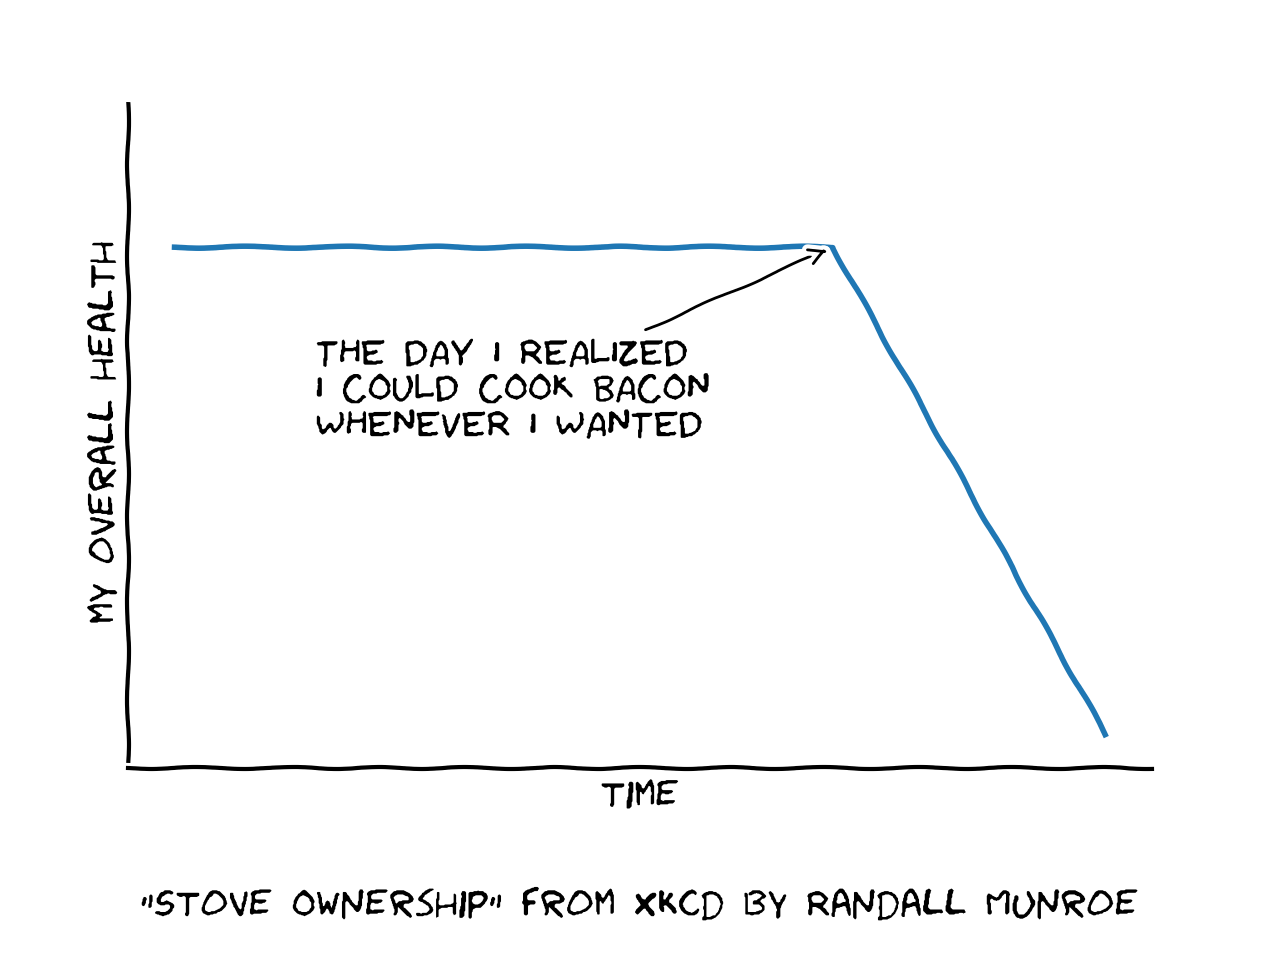 MY OVERALL HEALTH
THE DAY I REALIZED
I COULD COOK BACON
WHENEVER I WANTED
TIME
"STOVE OWNERSHIP" FROM XKCD BY RANDALL MUNROE